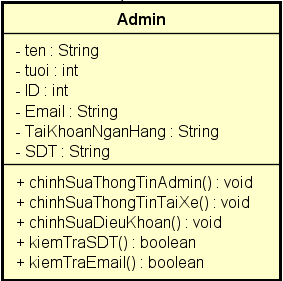 Admin
- ten : String
- tuoi : int
- ID : int
- Email : String
- TaiKhoanNganHang : String
- SDT : String
+ chinhSuaThongTinAdmin() : void
+ chinhSuaThongTinTaiXe() : void
+ chinhSuaDieuKhoan() : void
+ kiemTraSDT() : boolean
+ kiemTraEmail() : boolean